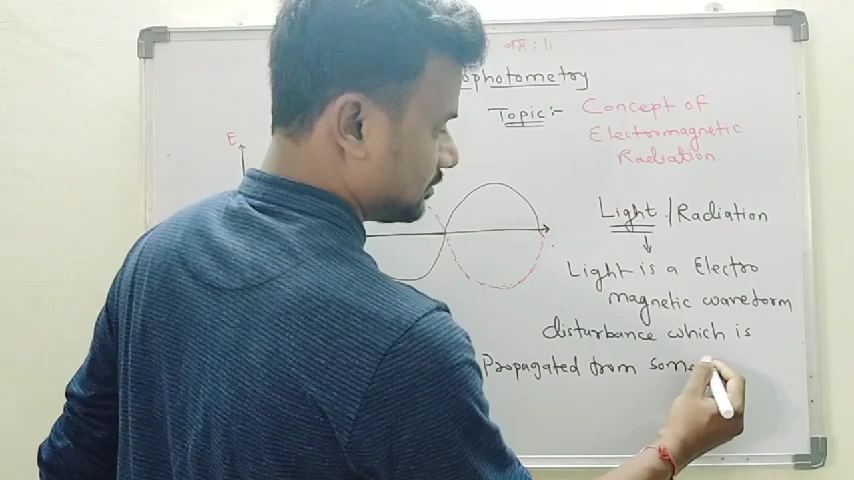 नमः ।।
ophotometry
Topic:- Concept of
Electromagnetic
Radiation
E
Light / Radiation
Light is a Electro
magnetic waveform
disturbance which is
Propagated from some